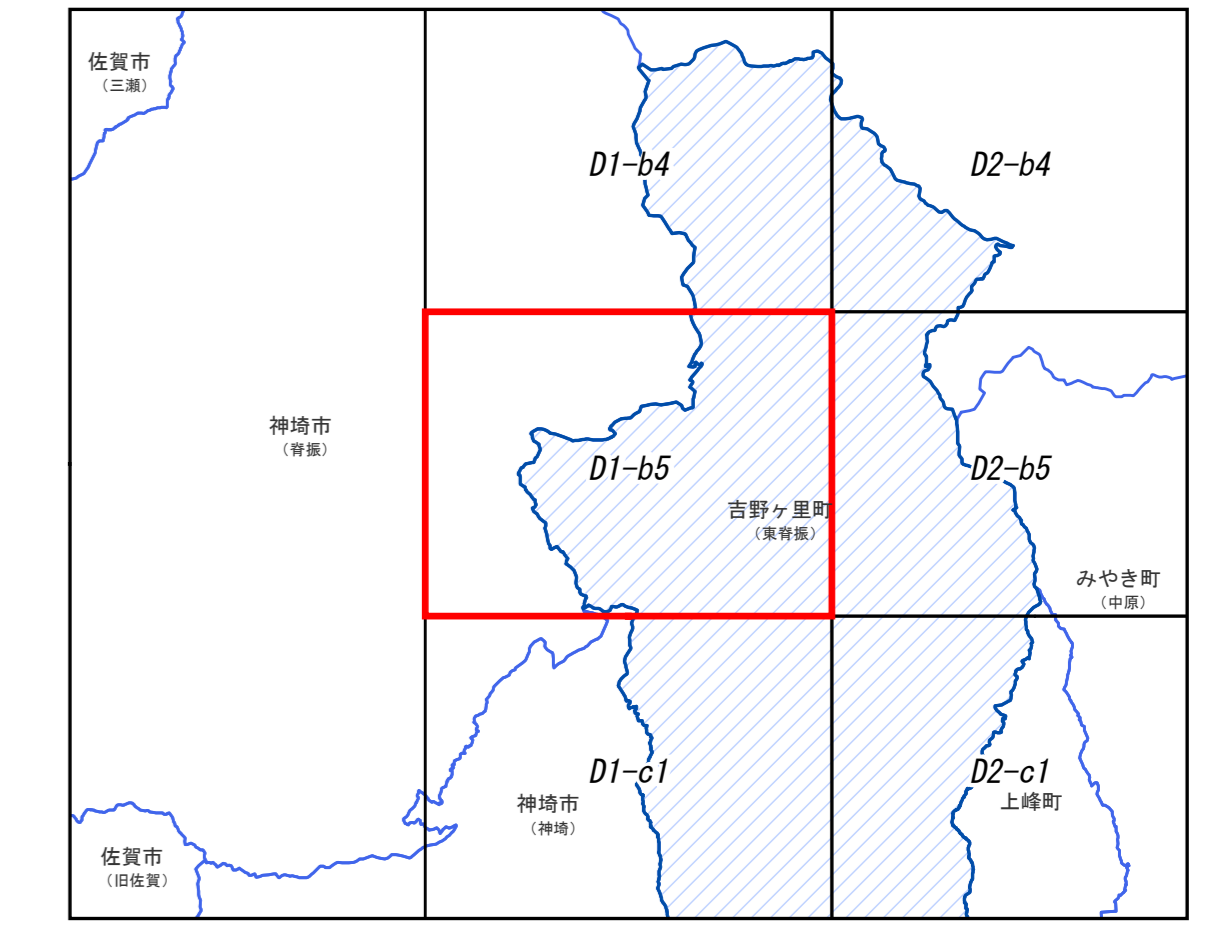 佐賀市
（三瀬）
D1-b4
D2-b4
神埼市
（脊振）
D1-b5
D2-b5
吉野ヶ里町
（東脊振）
みやき町
（中原）
D1-c1
D2-c1
神埼市
（神埼）
上峰町
佐賀市
（旧佐賀）